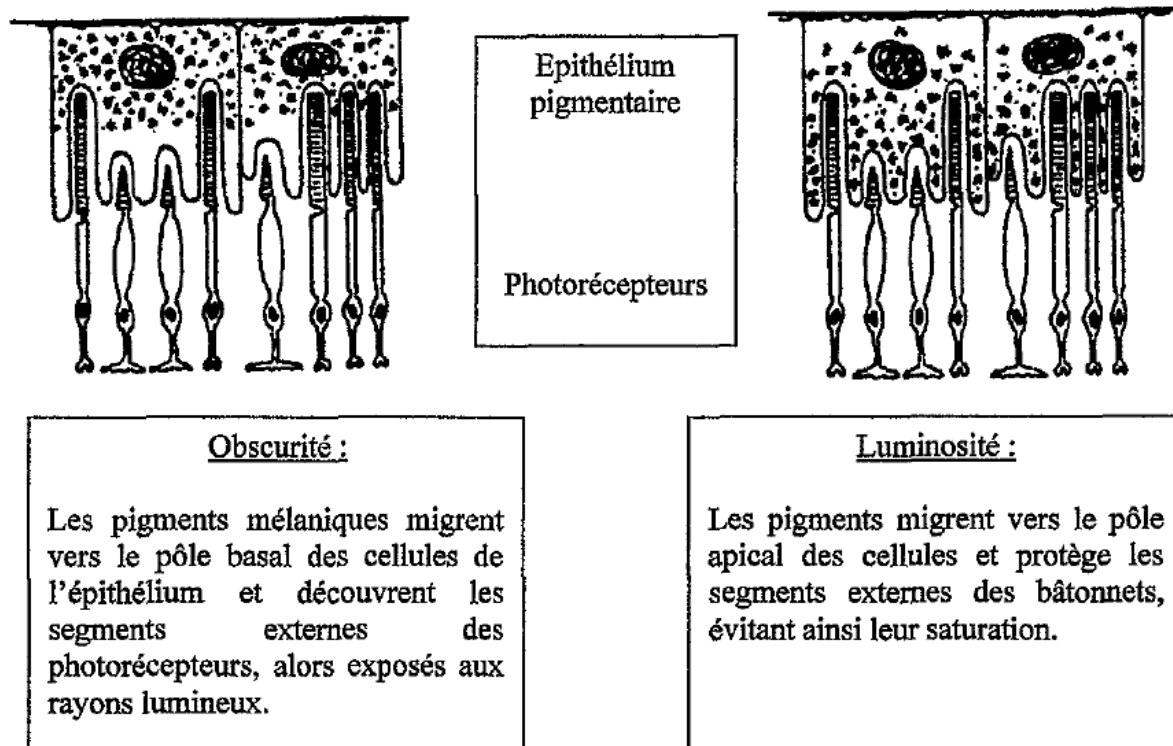 Epithélium
pigmentaire
Photorécepteurs
Obscurité :
Les pigments mélaniques migrent
vers le pôle basal des cellules de
l'épithélium et découvrent les
segments externes des
photorécepteurs, alors exposés aux
rayons lumineux.
Luminosité :
Les pigments migrent vers le pôle
apical des cellules et protège les
segments externes des bâtonnets,
évitant ainsi leur saturation.